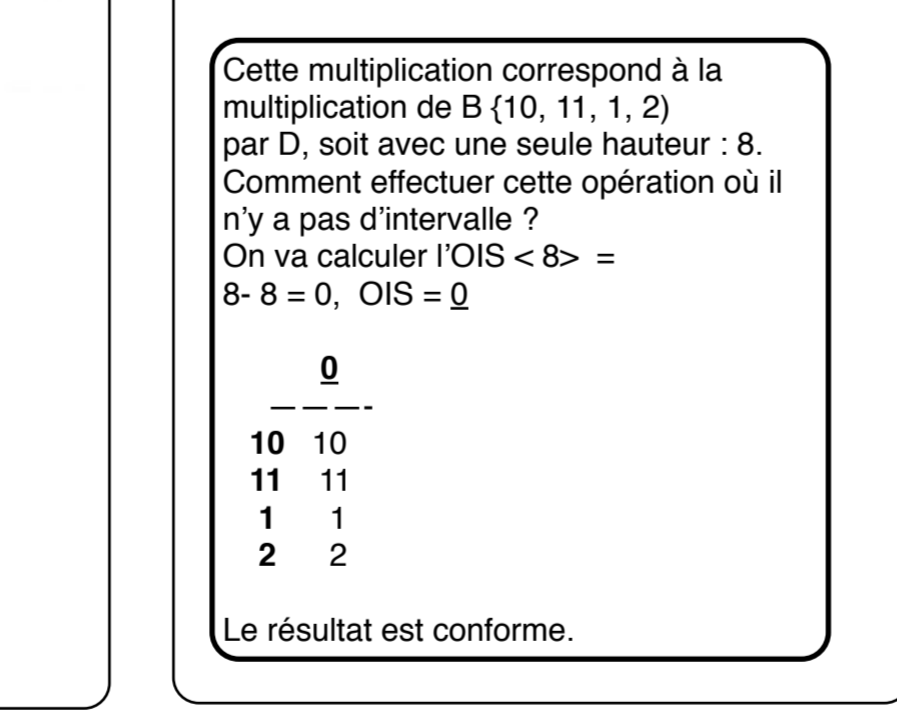 Cette multiplication correspond à la
multiplication de B {10, 11, 1, 2)
par D, soit avec une seule hauteur : 8.
Comment effectuer cette opération où il
n’y a pas d’intervalle ?
On va calculer l’OIS < 8> =
8- 8 = 0, OIS = 0
0
— — —-
10 10
11 11
1 1
2 2
Le résultat est conforme.